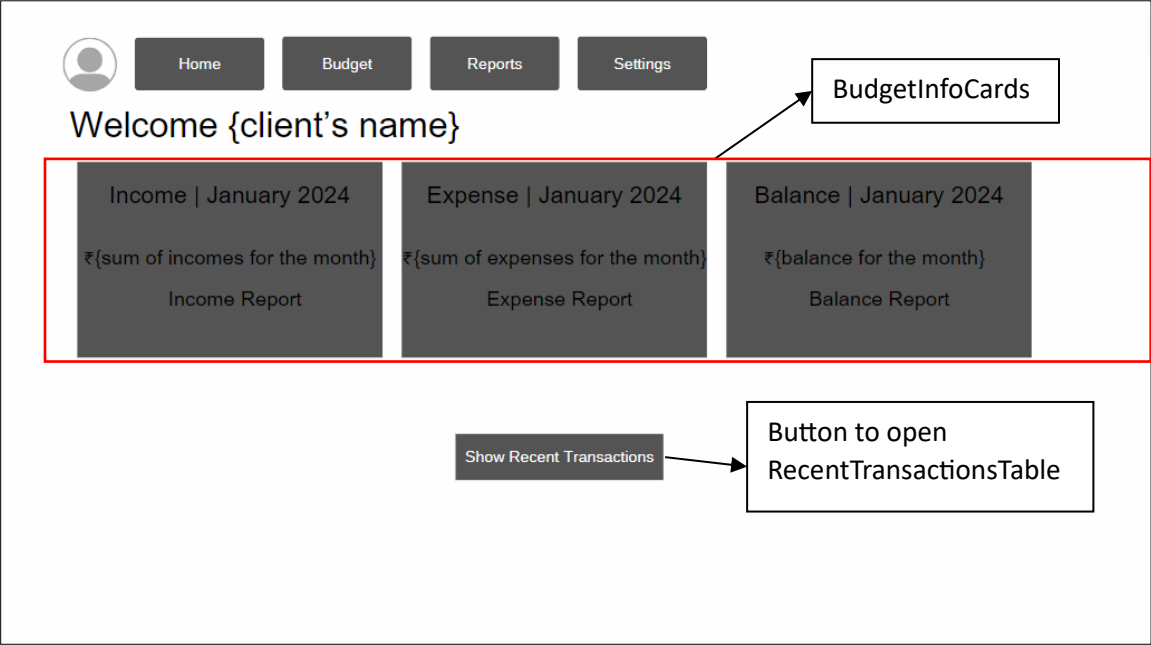 Home Budget Reports Settings
BudgetInfoCards
Welcome {client’s name}
Income | January 2024
₹{sum of incomes for the month}
Income Report
Expense | January 2024
₹{sum of expenses for the month}
Expense Report
Balance | January 2024
₹{balance for the month}
Balance Report
Show Recent Transactions
Button to open
RecentTransactionsTable